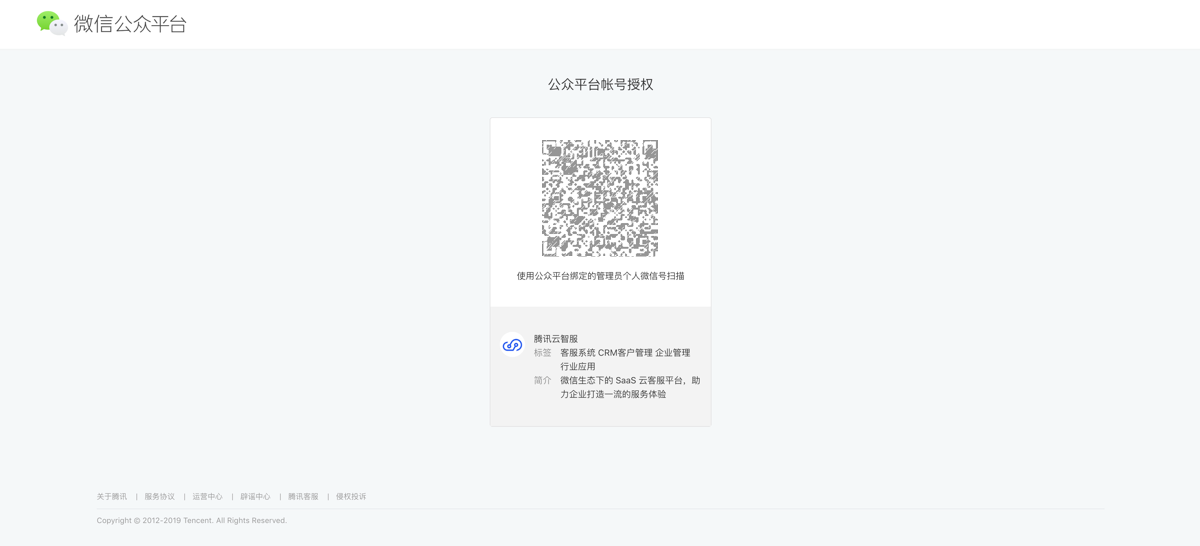 微信公众平台
公众平台帐号授权
使用公众平台绑定的管理员个人微信号扫描
腾讯云智服
标签 客服系统 CRM客户管理 企业管理
行业应用
简介 微信生态下的 SaaS 云客服平台，助
力企业打造一流的服务体验
关于腾讯 | 服务协议 | 运营中心 | 辟谣中心 | 腾讯客服 | 侵权投诉
Copyright © 2012-2019 Tencent. All Rights Reserved.